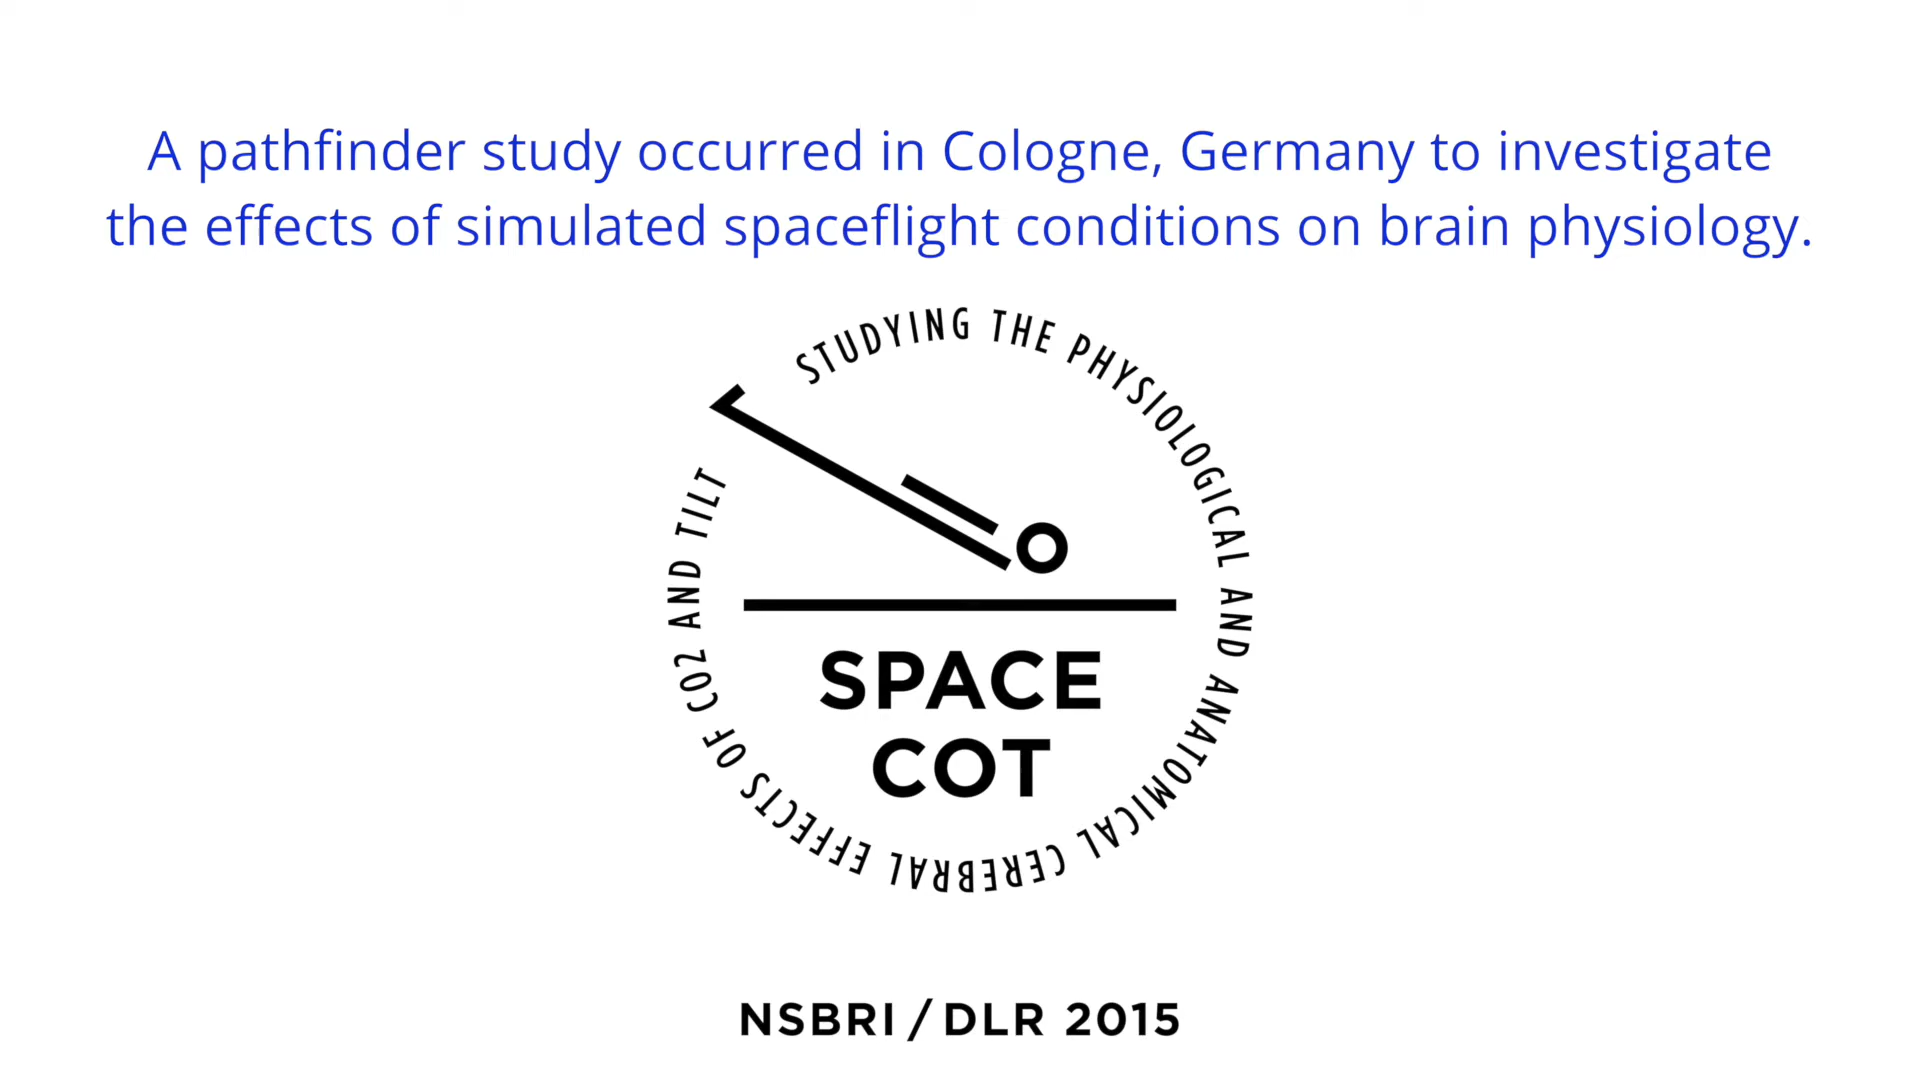 A pathfinder study occurred in Cologne, Germany to investigate
the effects of simulated spaceflight conditions on brain physiology.
STUDYING THE PHYSIOLOGICAL AND ANATOMICAL CEREBRAL EFFECTS OF CO2 AND TILT
SPACE
COT
NSBRI / DLR 2015